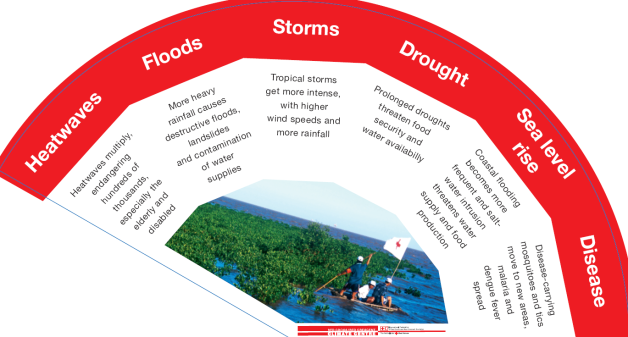 Heatwaves
Heatwaves multiply,
endangering
hundreds of
thousands,
especially the
elderly and
disabled
Floods
More heavy
rainfall causes
destructive floods,
landslides
and contamination
of water
supplies
Storms
Tropical storms
get more intense,
with higher
wind speeds and
more rainfall
Drought
Prolonged droughts
threaten food
security and
water availabiliy
Sea level
rise
Coastal flooding
becomes more
frequent and salt-
water intrusion
threatens water
supply and food
production
Disease
Disease-carrying
mosquitoes and tics
move to new areas,
malaria and
dengue fever
spread
CLIMATE CENTRE